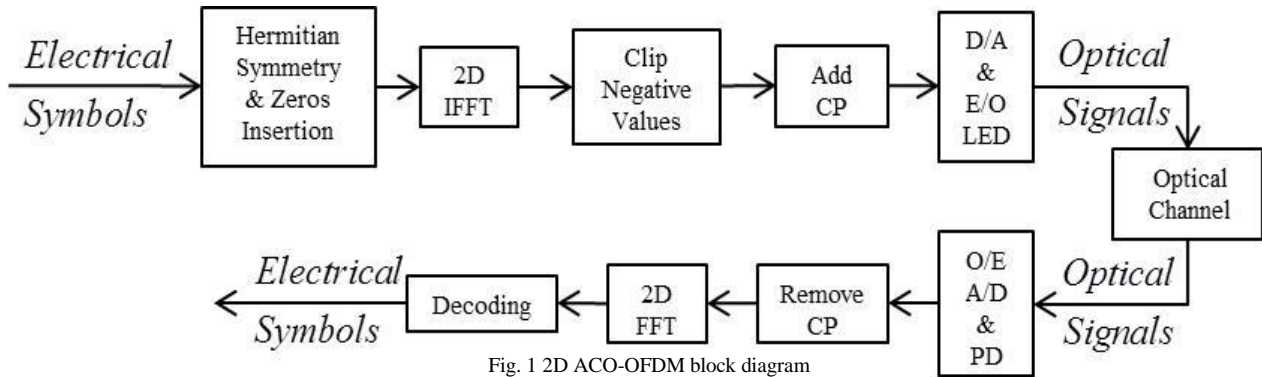 Electrical
Symbols
Hermitian
Symmetry
& Zeros
Insertion
2D
IFFT
Clip
Negative
Values
Add
CP
D/A
&
E/O
LED
Optical
Signals
Optical
Channel
Optical
Signals
O/E
A/D
&
PD
Remove
CP
2D
FFT
Decoding
Electrical
Symbols
Fig. 1 2D ACO-OFDM block diagram